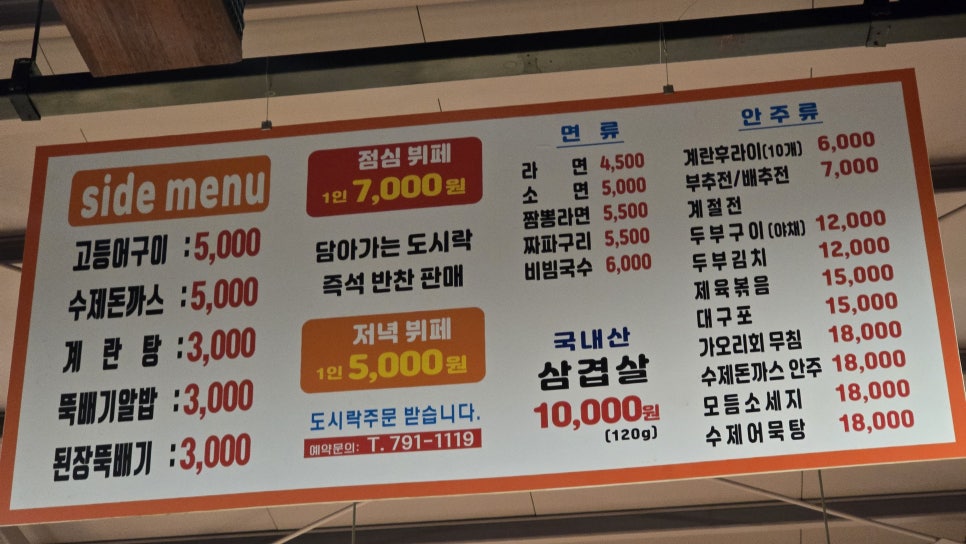 side menu
고등어구이 : 5,000
수제돈까스 : 5,000
계 란 탕 : 3,000
뚝배기알밥 : 3,000
된장뚝배기 : 3,000
점심 뷔페
1인 7,000원
담아가는 도시락
즉석 반찬 판매
저녁 뷔페
1인 5,000원
도시락주문 받습니다.
예약문의: T. 791-1119
면 류
라 면 4,500
소 면 5,000
짬뽕라면 5,500
짜파구리 5,500
비빔국수 6,000
국내산
삼겹살
10,000원
(120g)
안 주 류
계란후라이(10개) 6,000
부추전/배추전 7,000
계절전
두부구이(야채) 12,000
두부김치 12,000
제육볶음 15,000
대구포 15,000
가오리회 무침 18,000
수제돈까스 안주 18,000
모듬소세지 18,000
수제어묵탕 18,000